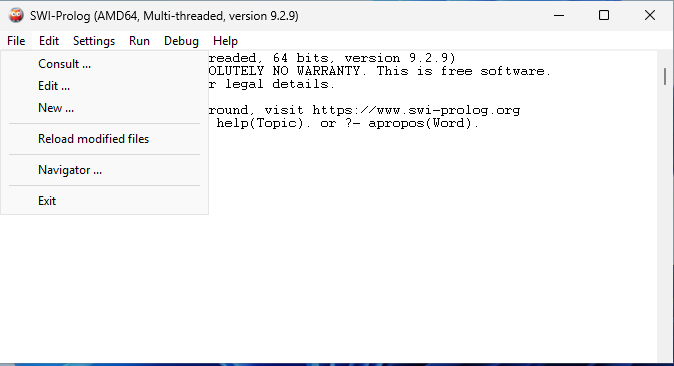 SWI-Prolog (AMD64, Multi-threaded, version 9.2.9)
File Edit Settings Run Debug Help
Consult ...
Edit ...
New ...
Reload modified files
Navigator ...
Exit
readed, 64 bits, version 9.2.9)
OLUTELY NO WARRANTY. This is free software.
r legal details.
round, visit https://www.swi-prolog.org
help(Topic). or ?- apropos(Word).